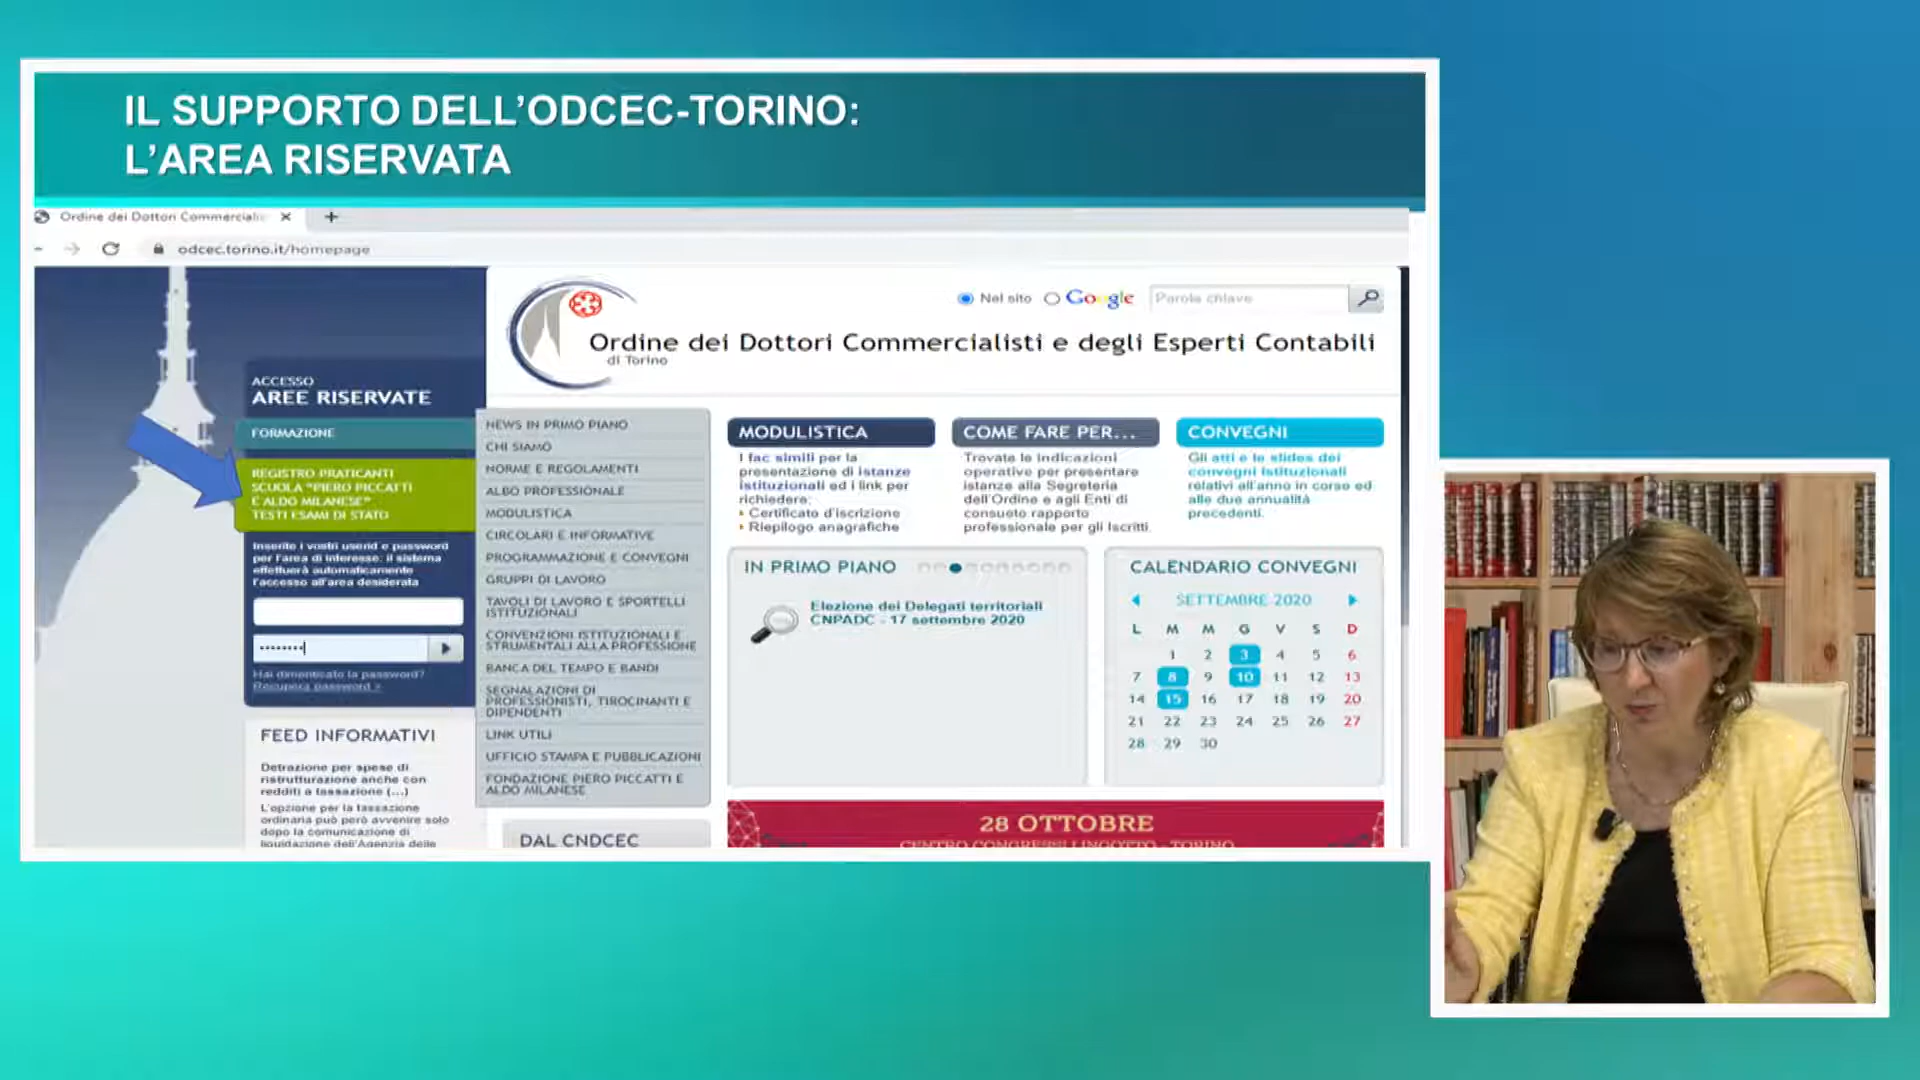 IL SUPPORTO DELL'ODCEC-TORINO:
L'AREA RISERVATA
Ordine dei Dottori Commercialis
odcec.torino.it/homepage
Nel sito
Google
Parola chiave
Ordine dei Dottori Commercialisti e degli Esperti Contabili
di Torino
ACCESSO
AREE RISERVATE
FORMAZIONE
REGISTRO PRATICANTI
SCUOLA "PIERO PICCATTI
E ALDO MILANESE"
TESTI ESAMI DI STATO
Inserite i vostri userid e password
per l'area di interesse: il sistema
effettuerà automaticamente
l'accesso all'area desiderata
Hai dimenticato la password?
Recupera password >
FEED INFORMATIVI
Detrazione per spese di
ristrutturazione anche con
redditi a tassazione (...)
L'opzione per la tassazione
ordinaria può però avvenire solo
dopo la comunicazione di
liquidazione dell'Agenzia delle
NEWS IN PRIMO PIANO
CHI SIAMO
NORME E REGOLAMENTI
ALBO PROFESSIONALE
MODULISTICA
CIRCOLARI E INFORMATIVE
PROGRAMMAZIONE E CONVEGNI
GRUPPI DI LAVORO
TAVOLI DI LAVORO E SPORTELLI
ISTITUZIONALI
CONVENZIONI ISTITUZIONALI E
STRUMENTALI ALLA PROFESSIONE
BANCA DEL TEMPO E BANDI
SEGNALAZIONI DI
PROFESSIONISTI, TIROCINANTI E
DIPENDENTI
LINK UTILI
UFFICIO STAMPA E PUBBLICAZIONI
FONDAZIONE PIERO PICCATTI E
ALDO MILANESE
DAL CNDCEC
MODULISTICA
I fac simili per la
presentazione di istanze
istituzionali ed i link per
richiedere:
Certificato d'iscrizione
Riepilogo anagrafiche
COME FARE PER...
Trovate le indicazioni
operative per presentare
istanze alla Segreteria
dell'Ordine e agli Enti di
consueto rapporto
professionale per gli Iscritti.
CONVEGNI
Gli atti e le slides dei
convegni istituzionali
relativi all'anno in corso ed
alle due annualità
precedenti.
IN PRIMO PIANO
Elezione dei Delegati territoriali
CNPADC - 17 settembre 2020
CALENDARIO CONVEGNI
SETTEMBRE 2020
L M M G V S D
1 2 3 4 5 6
7 8 9 10 11 12 13
14 15 16 17 18 19 20
21 22 23 24 25 26 27
28 29 30
28 OTTOBRE
CENTRO CONGRESSI LINGOTTO - TORINO